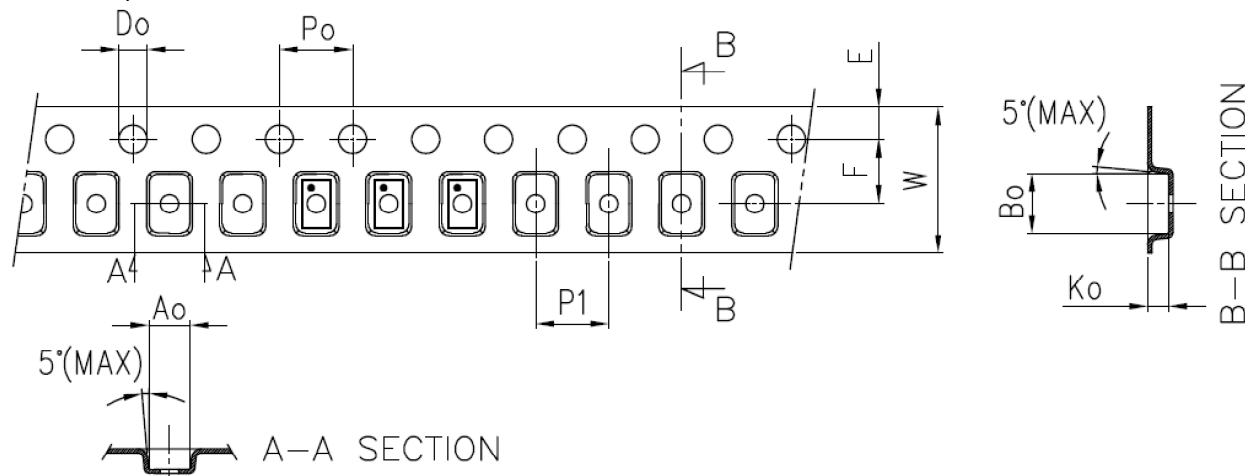 Do
Po
B
E
5°(MAX)
F
W
Bo
A
A
Ao
P1
B
Ko
B-B SECTION
5°(MAX)
A-A SECTION